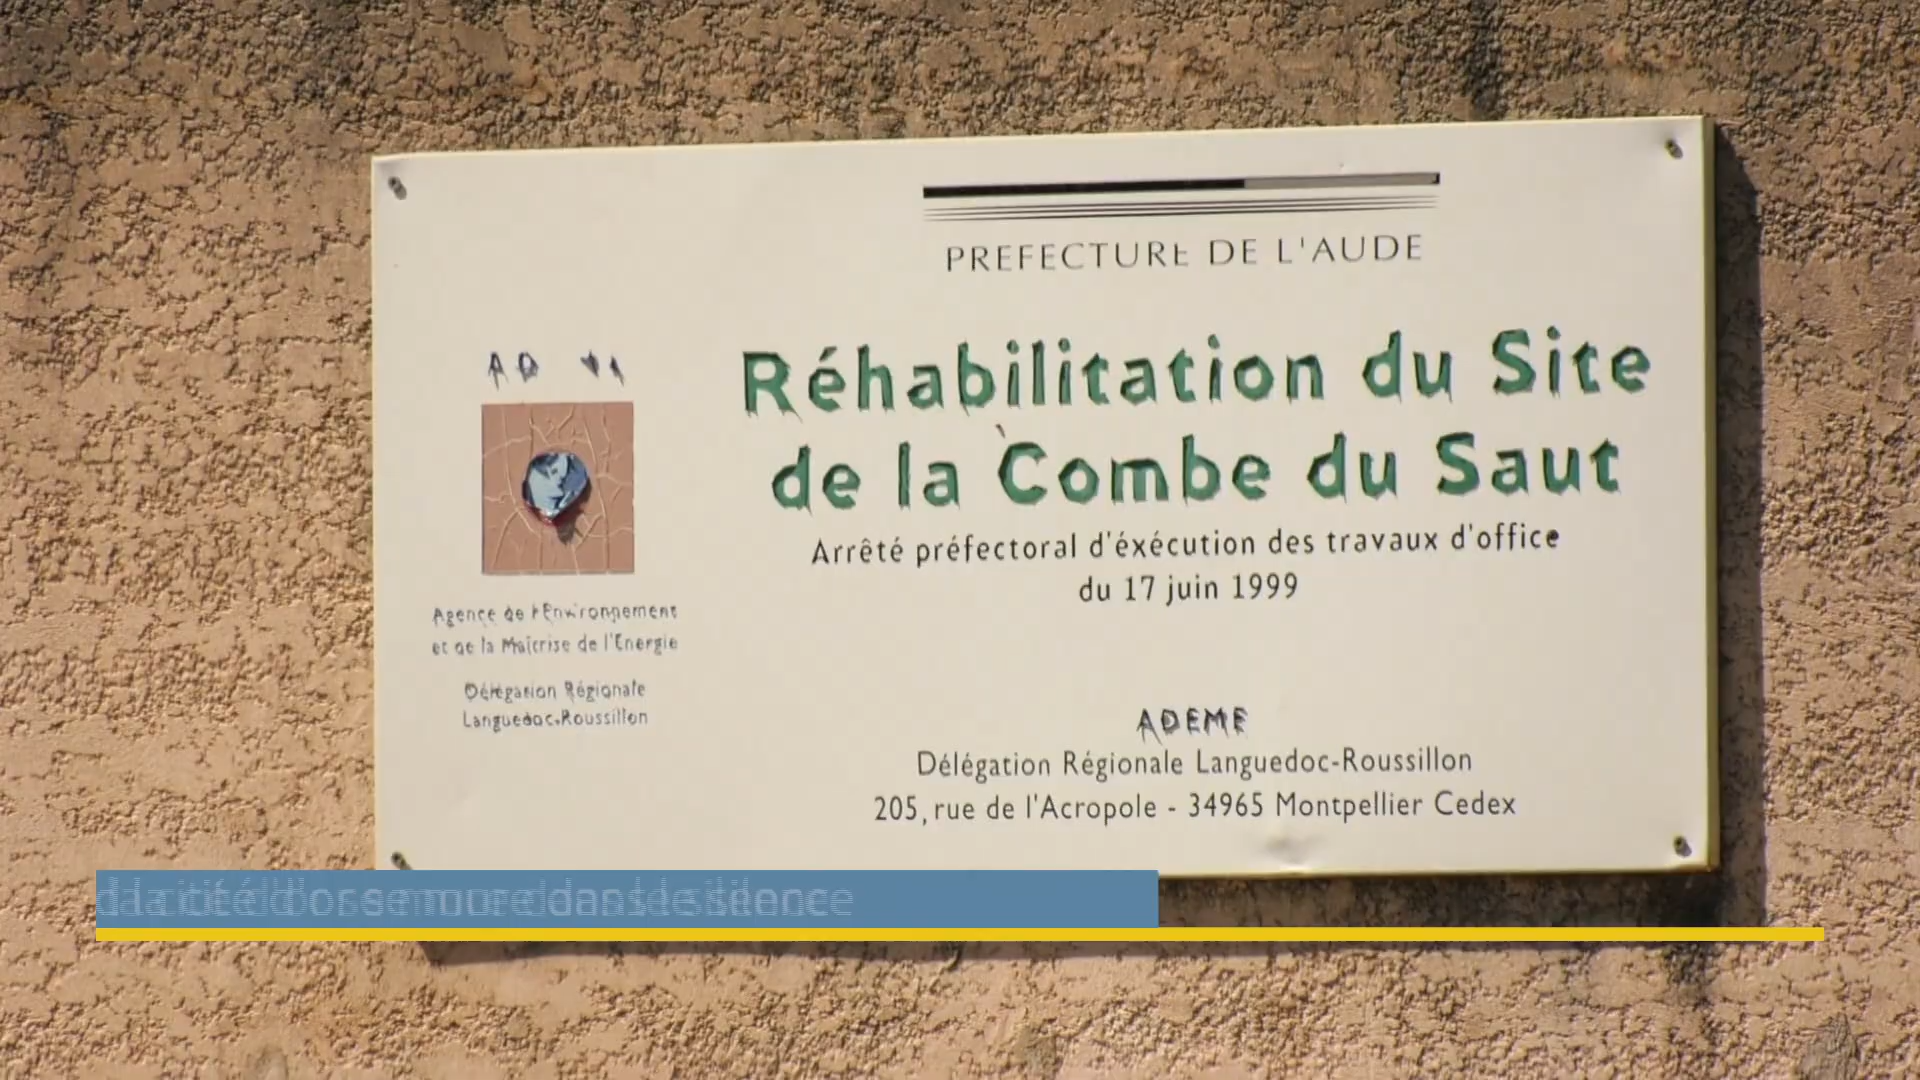 PREFECTURE DE L'AUDE
Réhabilitation du Site
de la Combe du Saut
Arrêté préfectoral d'éxécution des travaux d'office
du 17 juin 1999
Agence de l'Environnement
et de la Maîtrise de l'Energie
Délégation Régionale
Languedoc-Roussillon
ADEME
Délégation Régionale Languedoc-Roussillon
205, rue de l'Acropole - 34965 Montpellier Cedex